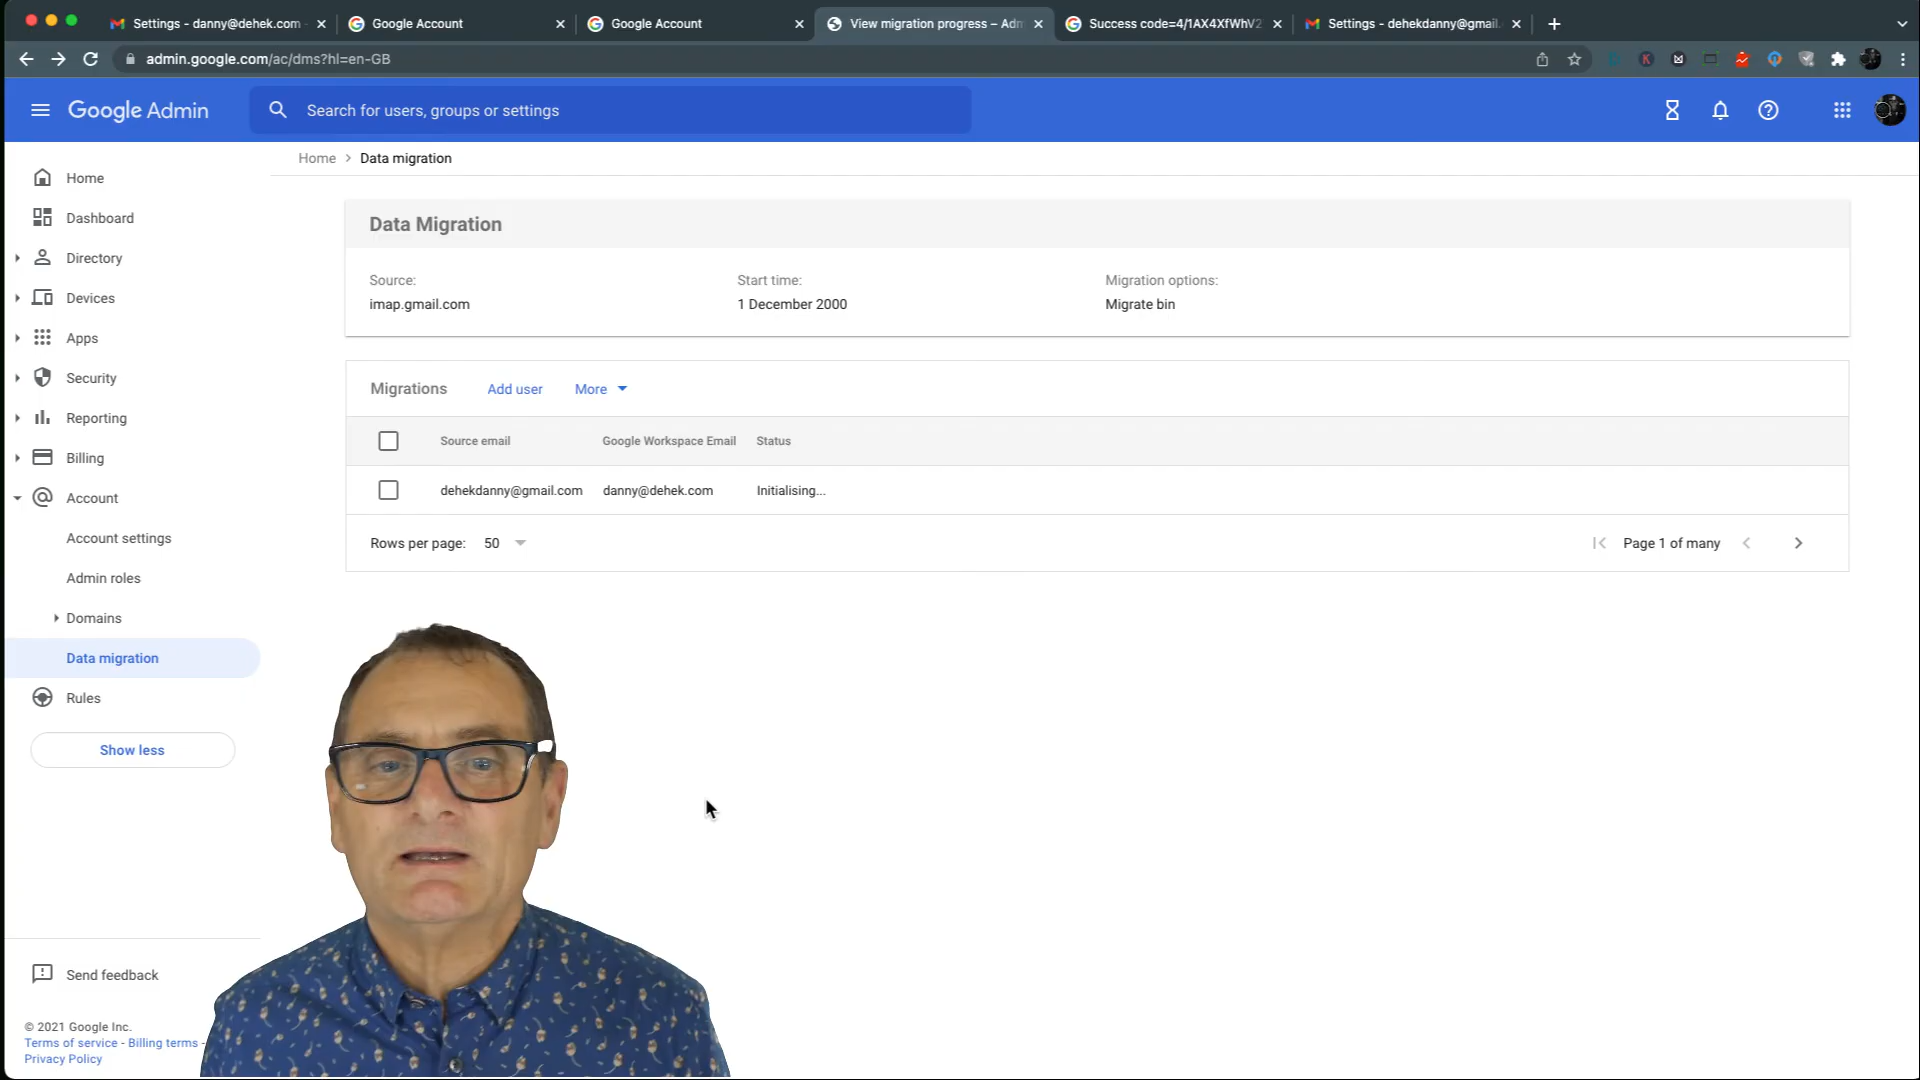 Settings - danny@dehek.com
Google Account
Google Account
View migration progress – Adm
Success code=4/1AX4XfWhV2
Settings - dehekdanny@gmail.
admin.google.com/ac/dms?hl=en-GB
Google Admin
Search for users, groups or settings
Home > Data migration
Home
Dashboard
Directory
Devices
Apps
Security
Reporting
Billing
Account
Account settings
Admin roles
Domains
Data migration
Rules
Show less
Send feedback
© 2021 Google Inc.
Terms of service - Billing terms -
Privacy Policy
Data Migration
Source:
imap.gmail.com
Start time:
1 December 2000
Migration options:
Migrate bin
Migrations Add user More
Source email Google Workspace Email Status
dehekdanny@gmail.com danny@dehek.com Initialising...
Rows per page: 50 Page 1 of many